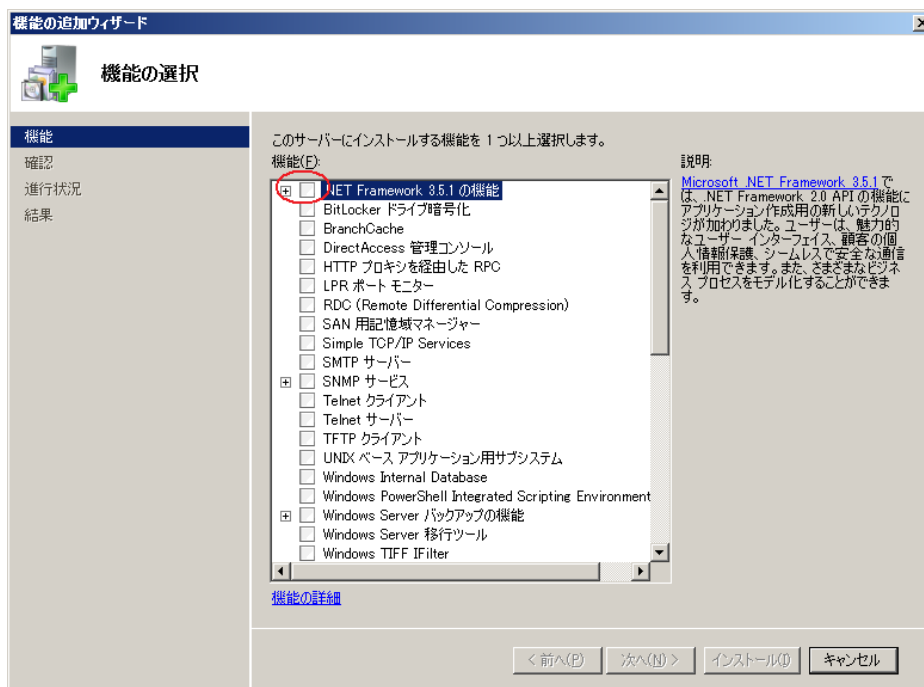 機能の追加ウィザード
機能の選択
機能
確認
進行状況
結果
このサーバーにインストールする機能を 1 つ以上選択します。
機能(F):
.NET Framework 3.5.1 の機能
BitLocker ドライブ暗号化
BranchCache
DirectAccess 管理コンソール
HTTP プロキシを経由した RPC
LPR ポート モニター
RDC (Remote Differential Compression)
SAN 用記憶域マネージャー
Simple TCP/IP Services
SMTP サーバー
SNMP サービス
Telnet クライアント
Telnet サーバー
TFTP クライアント
UNIX ベース アプリケーション用サブシステム
Windows Internal Database
Windows PowerShell Integrated Scripting Environment
Windows Server バックアップの機能
Windows Server 移行ツール
Windows TIFF IFilter
機能の詳細
説明:
Microsoft .NET Framework 3.5.1 で
は、.NET Framework 2.0 API の機能に
アプリケーション作成用の新しいテクノロ
ジが加わりました。ユーザーは、魅力的
なユーザー インターフェイス、顧客の個
人情報保護、シームレスで安全な通信
を利用できます。また、さまざまなビジネ
ス プロセスをモデル化することができま
す。
< 前へ(P)
次へ(N) >
インストール(I)
キャンセル